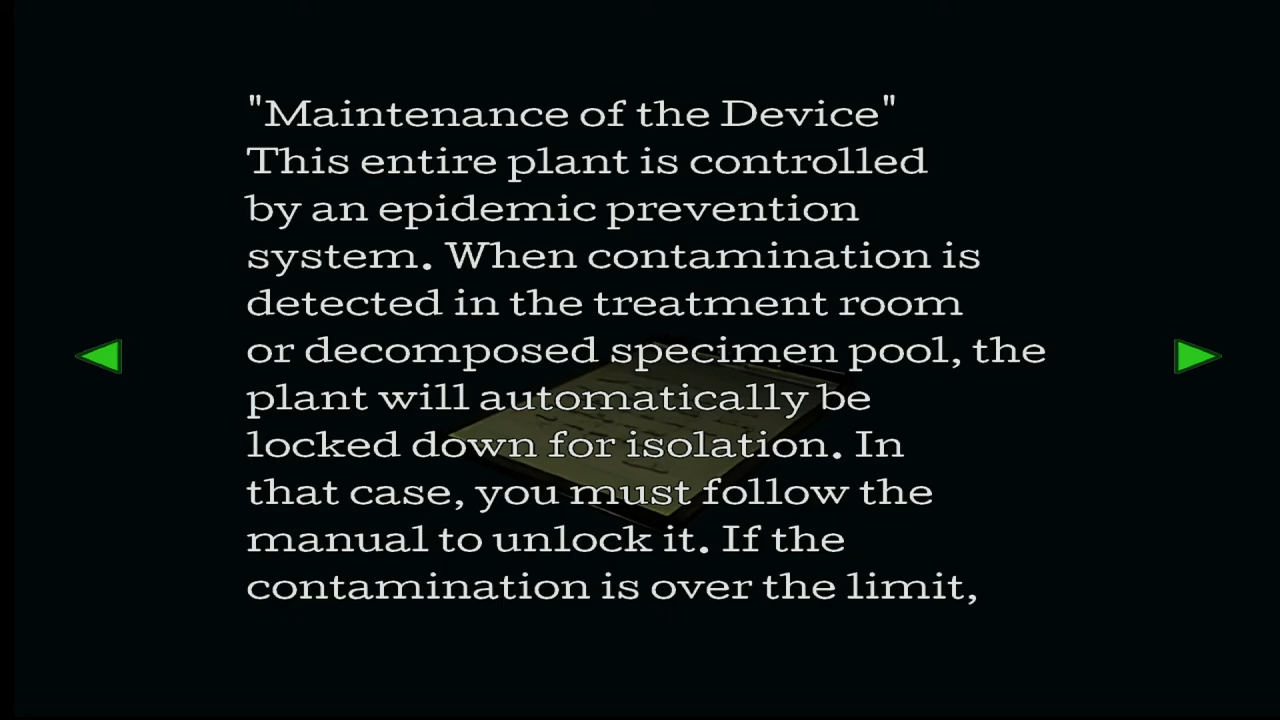 "Maintenance of the Device"
This entire plant is controlled
by an epidemic prevention
system. When contamination is
detected in the treatment room
or decomposed specimen pool, the
plant will automatically be
locked down for isolation. In
that case, you must follow the
manual to unlock it. If the
contamination is over the limit,